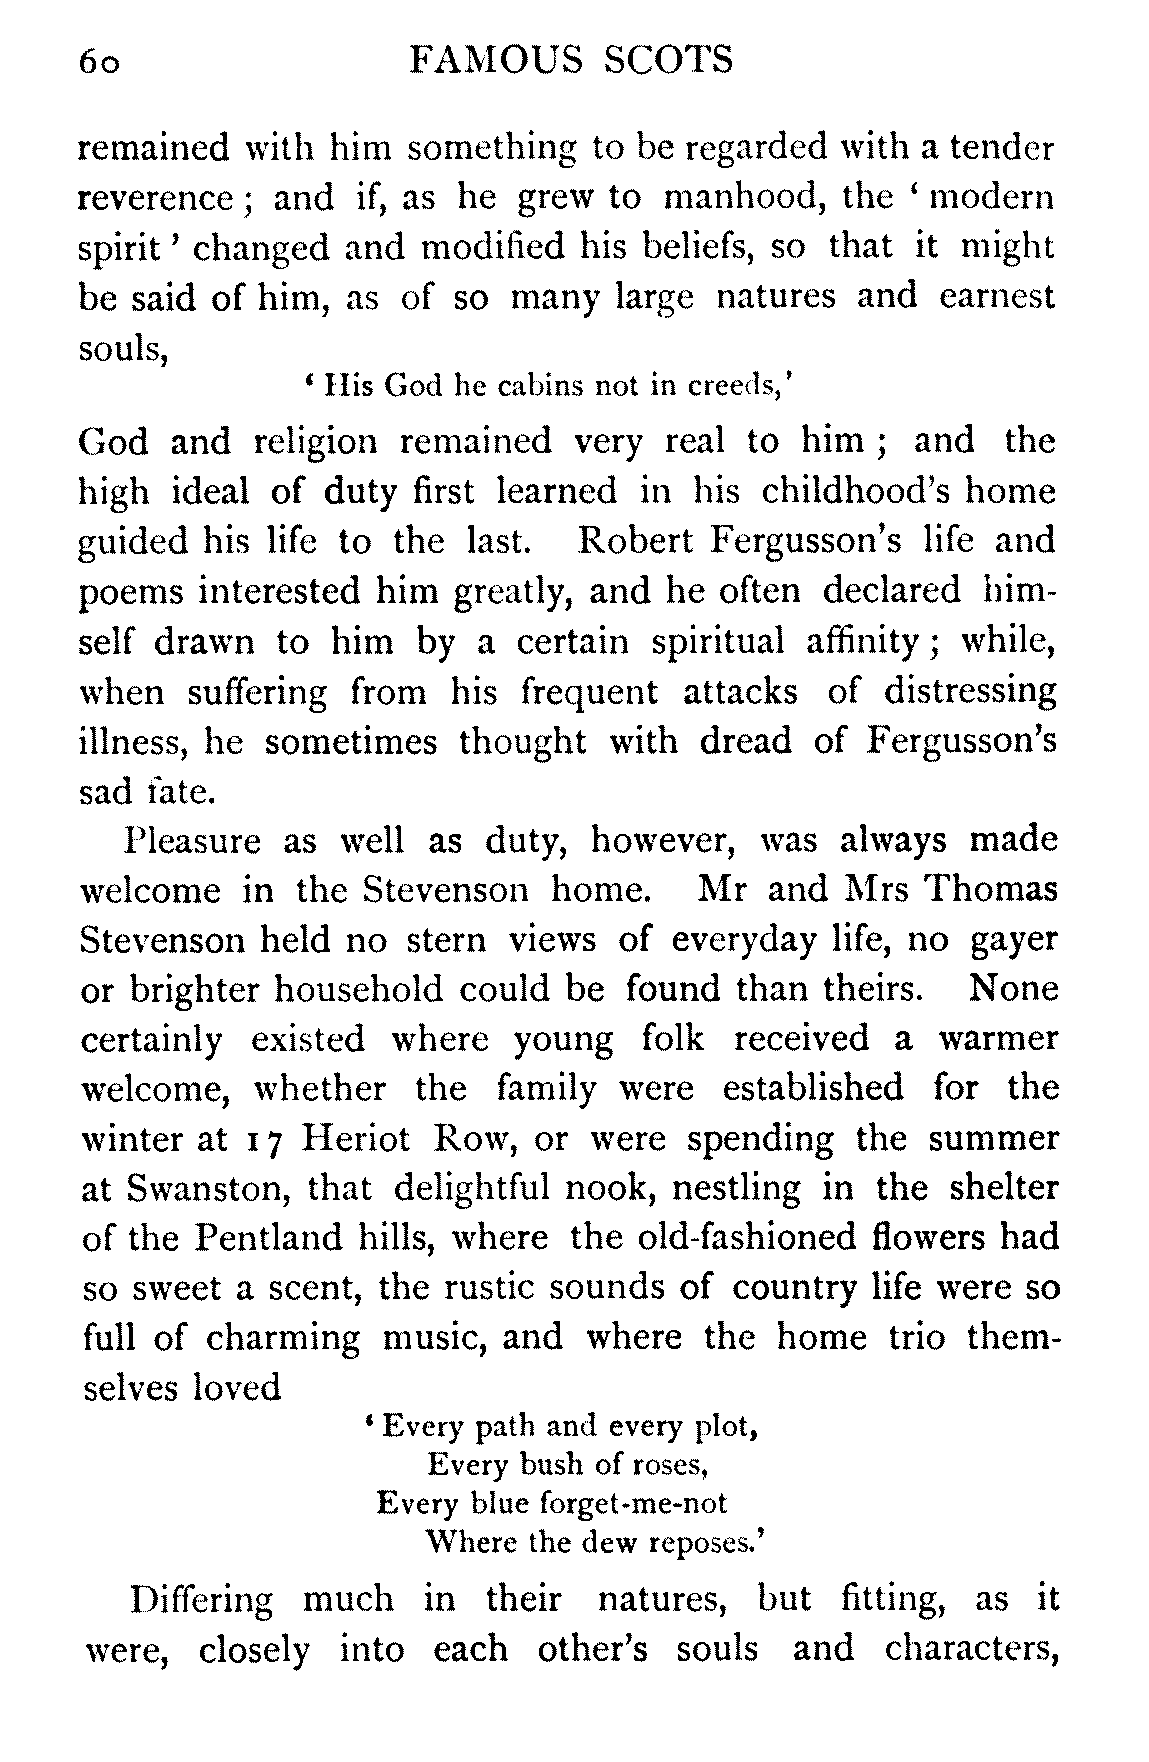 60 FAMOUS SCOTS
remained with him something to be regarded with a tender
reverence ; and if, as he grew to manhood, the ‘ modern
spirit ’ changed and modified his beliefs, so that it might
be said of him, as of so many large natures and earnest
souls,
‘ His God he cabins not in creeds,’
God and religion remained very real to him ; and the
high ideal of duty first learned in his childhood’s home
guided his life to the last. Robert Fergusson’s life and
poems interested him greatly, and he often declared him-
self drawn to him by a certain spiritual affinity ; while,
when suffering from his frequent attacks of distressing
illness, he sometimes thought with dread of Fergusson’s
sad fate.
Pleasure as well as duty, however, was always made
welcome in the Stevenson home. Mr and Mrs Thomas
Stevenson held no stern views of everyday life, no gayer
or brighter household could be found than theirs. None
certainly existed where young folk received a warmer
welcome, whether the family were established for the
winter at 17 Heriot Row, or were spending the summer
at Swanston, that delightful nook, nestling in the shelter
of the Pentland hills, where the old-fashioned flowers had
so sweet a scent, the rustic sounds of country life were so
full of charming music, and where the home trio them-
selves loved
‘ Every path and every plot,
Every bush of roses,
Every blue forget-me-not
Where the dew reposes.’
Differing much in their natures, but fitting, as it
were, closely into each other’s souls and characters,